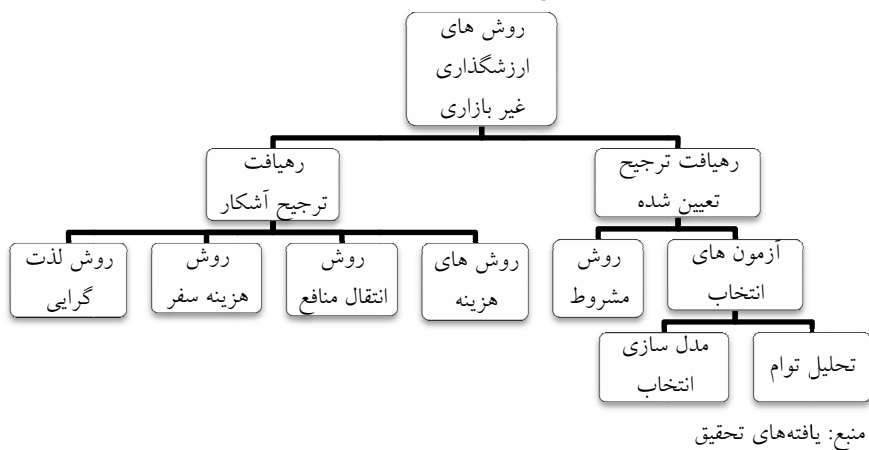 روش های
ارزشگذاری
غیر بازاری
رهیافت ترجیح
تعیین شده
رهیافت
ترجیح آشکار
آزمون های
انتخاب
روش
مشروط
روش های
هزینه
روش
انتقال منافع
روش
هزینه سفر
روش لذت
گرایی
تحلیل توام
مدل سازی
انتخاب
منبع: یافته‌های تحقیق